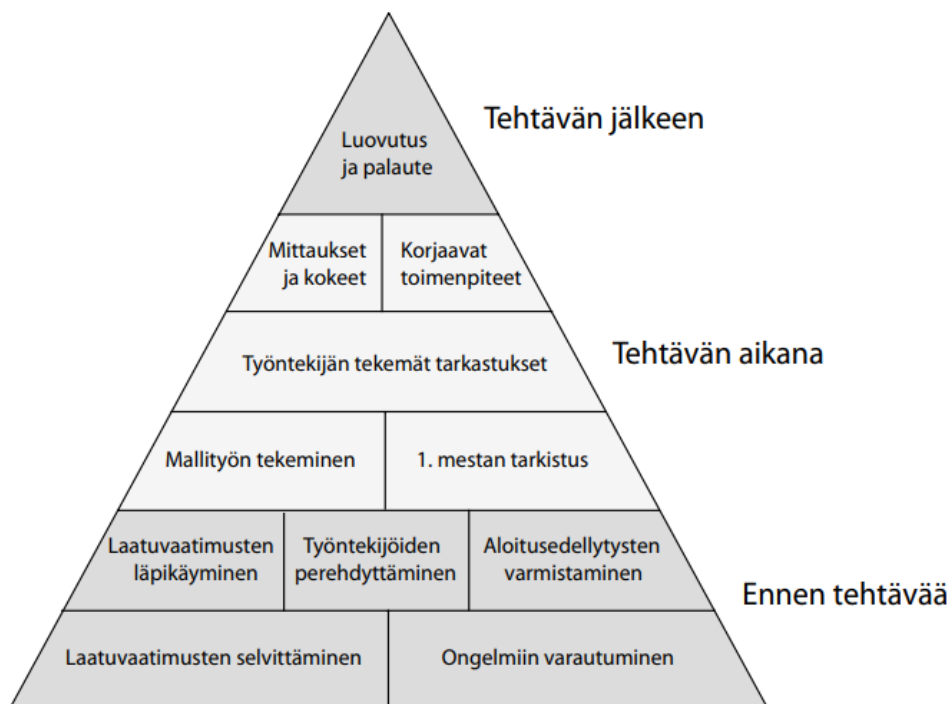 Tehtävän jälkeen
Luovutus
ja palaute
Mittaukset
ja kokeet
Korjaavat
toimenpiteet
Tehtävän aikana
Työntekijän tekemät tarkastukset
Mallityön tekeminen
1. mestan tarkistus
Laatuvaatimusten
läpikäyminen
Työntekijöiden
perehdyttäminen
Aloitusedellytysten
varmistaminen
Ennen tehtävää
Laatuvaatimusten selvittäminen
Ongelmiin varautuminen